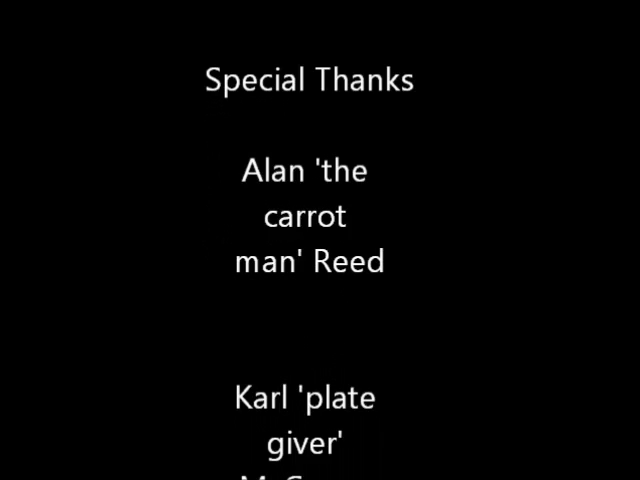 Special Thanks
Alan 'the
carrot
man' Reed
Karl 'plate
giver'